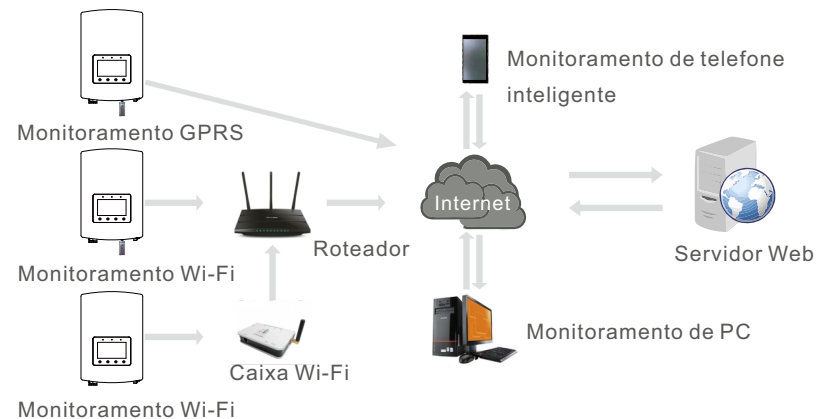 Monitoramento de telefone
inteligente
Monitoramento GPRS
Internet
Roteador
Servidor Web
Monitoramento Wi-Fi
Monitoramento de PC
Caixa Wi-Fi
Monitoramento Wi-Fi